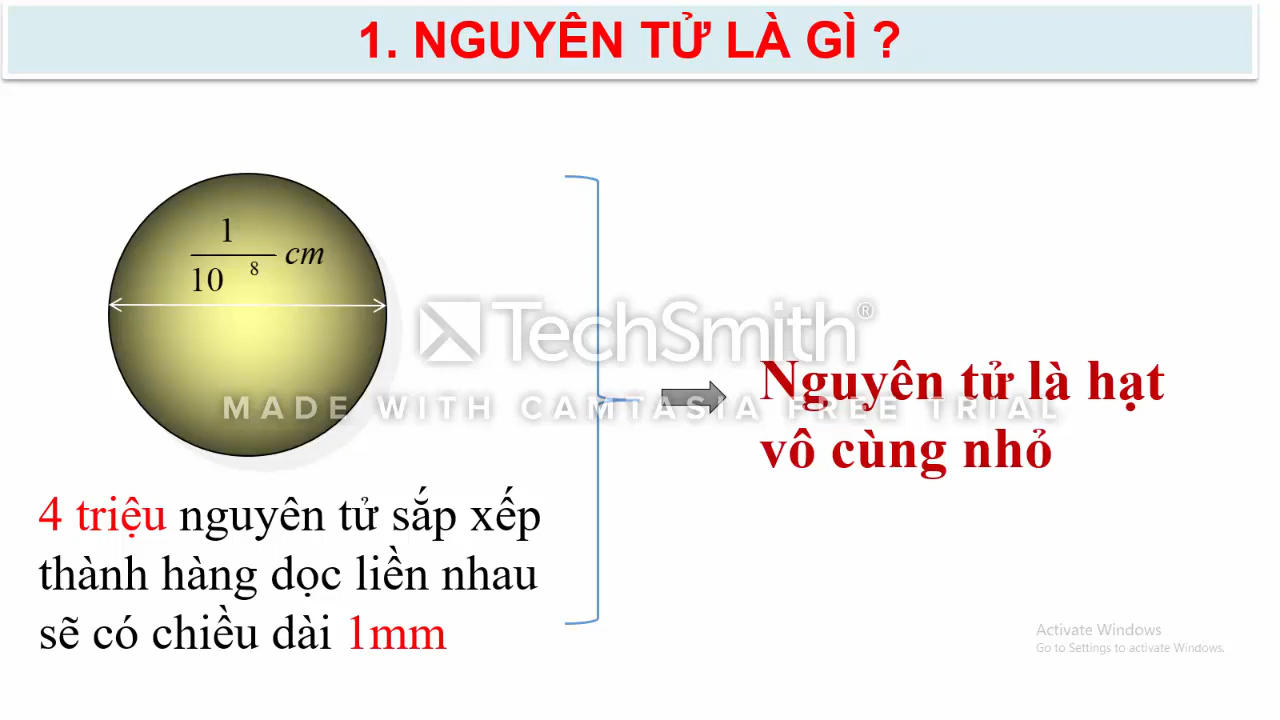 1. NGUYÊN TỬ LÀ GÌ ?
1
10 8 cm
TechSmith®
MADE WITH CAMTASIA FREE TRIAL
Nguyên tử là hạt
vô cùng nhỏ
4 triệu nguyên tử sắp xếp
thành hàng dọc liền nhau
sẽ có chiều dài 1mm
Activate Windows
Go to Settings to activate Windows.